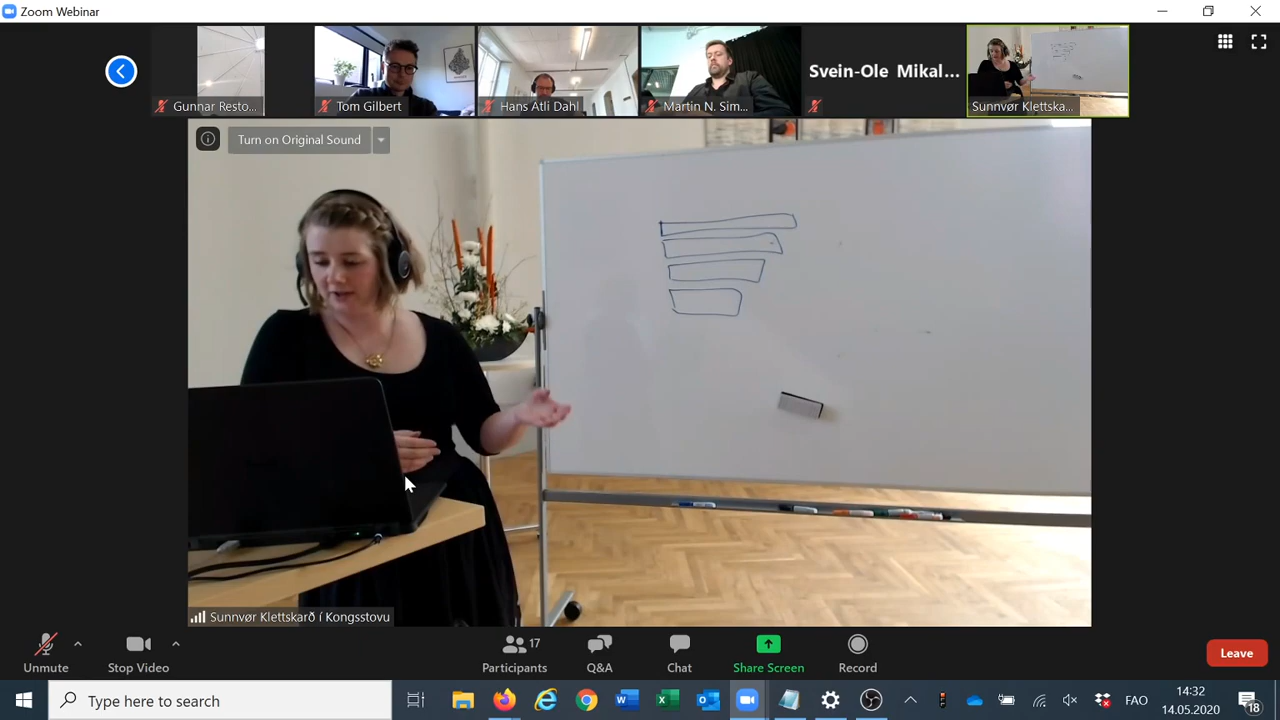 Zoom Webinar
Gunnar Resto...
Tom Gilbert
Hans Atli Dahl
Martin N. Sim...
Svein-Ole Mikal...
Sunnvør Klettska...
Turn on Original Sound
Sunnvør Klettskarð í Kongsstovu
Unmute
Stop Video
Participants
17
Q&A
Chat
Share Screen
Record
Leave
Type here to search
FAO
14:32
14.05.2020
18